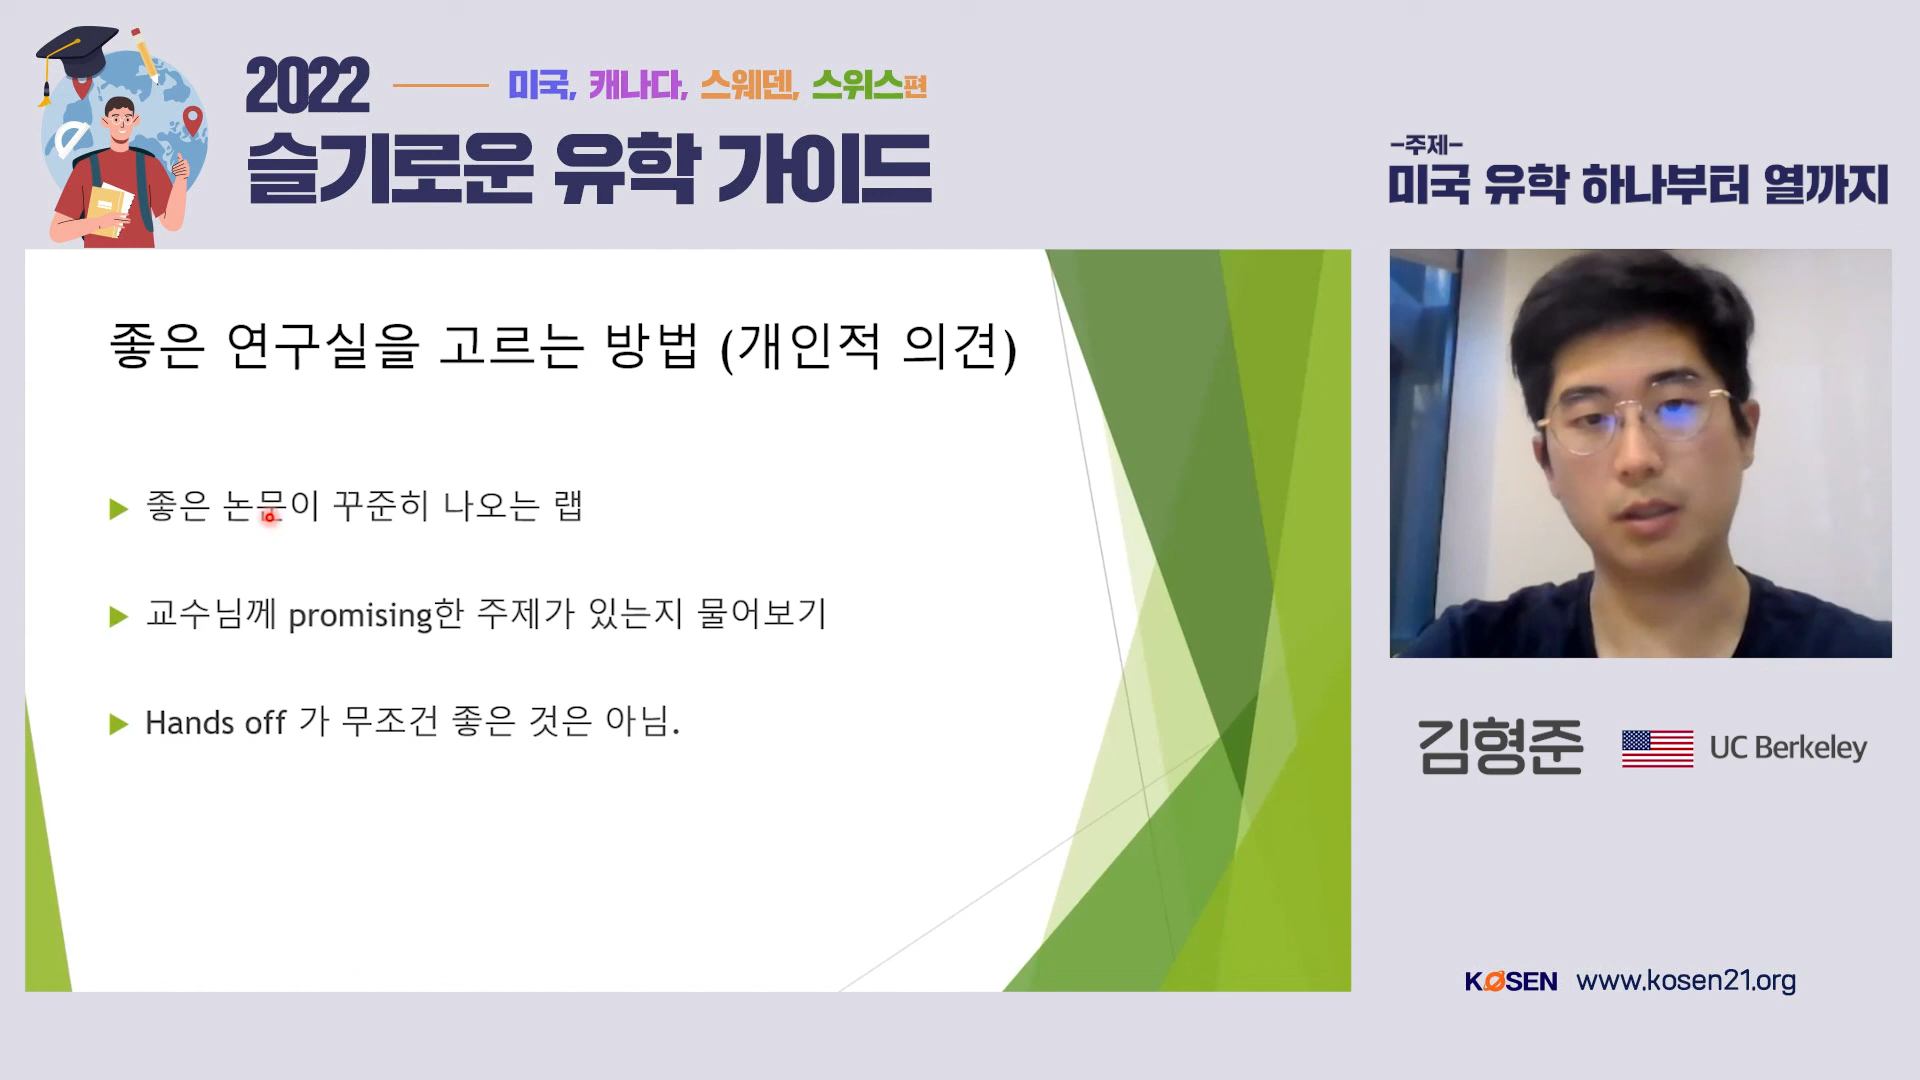 2022
미국, 캐나다, 스웨덴, 스위스편
슬기로운 유학 가이드
-주제-
미국 유학 하나부터 열까지
좋은 연구실을 고르는 방법 (개인적 의견)
좋은 논문이 꾸준히 나오는 랩
교수님께 promising한 주제가 있는지 물어보기
Hands off 가 무조건 좋은 것은 아님.
김형준
UC Berkeley
KOSEN www.kosen21.org